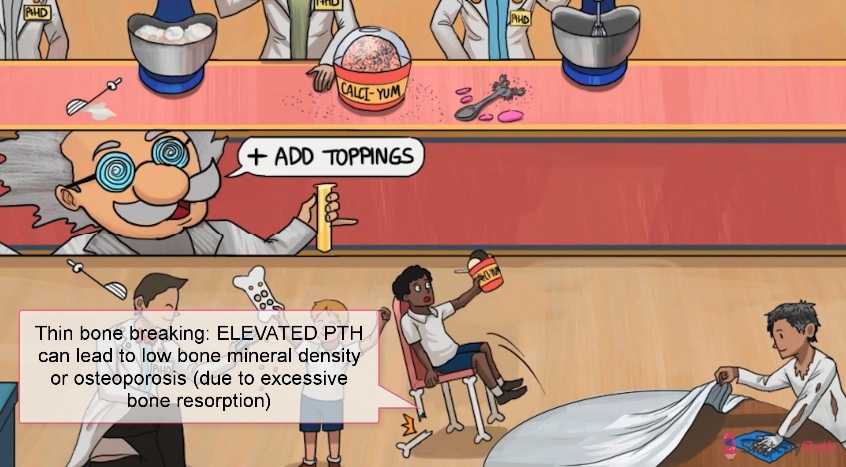 PHD
PHD
PHD
CALCI-YUM
+ ADD TOPPINGS
Thin bone breaking: ELEVATED PTH
can lead to low bone mineral density
or osteoporosis (due to excessive
bone resorption)